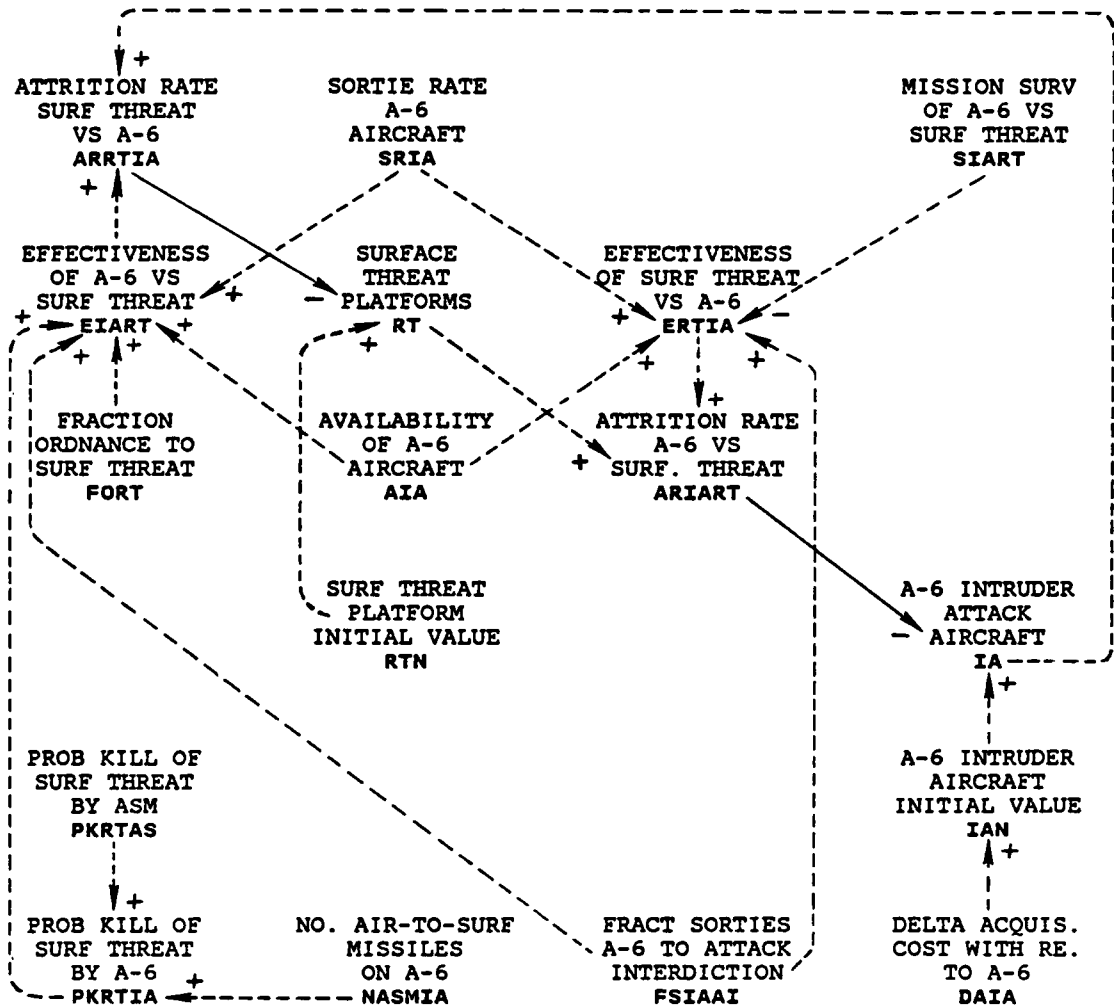 +
ATTRITION RATE
SURF THREAT
VS A-6
ARRTIA
+
SORTIE RATE
A-6
AIRCRAFT
SRIA
MISSION SURV
OF A-6 VS
SURF THREAT
SIART
EFFECTIVENESS
OF A-6 VS
SURF THREAT
EIART
+
+
+
+
+
SURFACE
THREAT
PLATFORMS
RT
−
+
EFFECTIVENESS
OF SURF THREAT
VS A-6
ERTIA
+
−
+
+
FRACTION
ORDNANCE TO
SURF THREAT
FORT
AVAILABILITY
OF A-6
AIRCRAFT
AIA
+
ATTRITION RATE
A-6 VS
SURF. THREAT
ARIART
+
SURF THREAT
PLATFORM
INITIAL VALUE
RTN
A-6 INTRUDER
ATTACK
AIRCRAFT
IA
−
+
PROB KILL OF
SURF THREAT
BY ASM
PKRTAS
A-6 INTRUDER
AIRCRAFT
INITIAL VALUE
IAN
+
+
PROB KILL OF
SURF THREAT
BY A-6
PKRTIA
+
NO. AIR-TO-SURF
MISSILES
ON A-6
NASMIA
FRACT SORTIES
A-6 TO ATTACK
INTERDICTION
FSIAAI
DELTA ACQUIS.
COST WITH RE.
TO A-6
DAIA